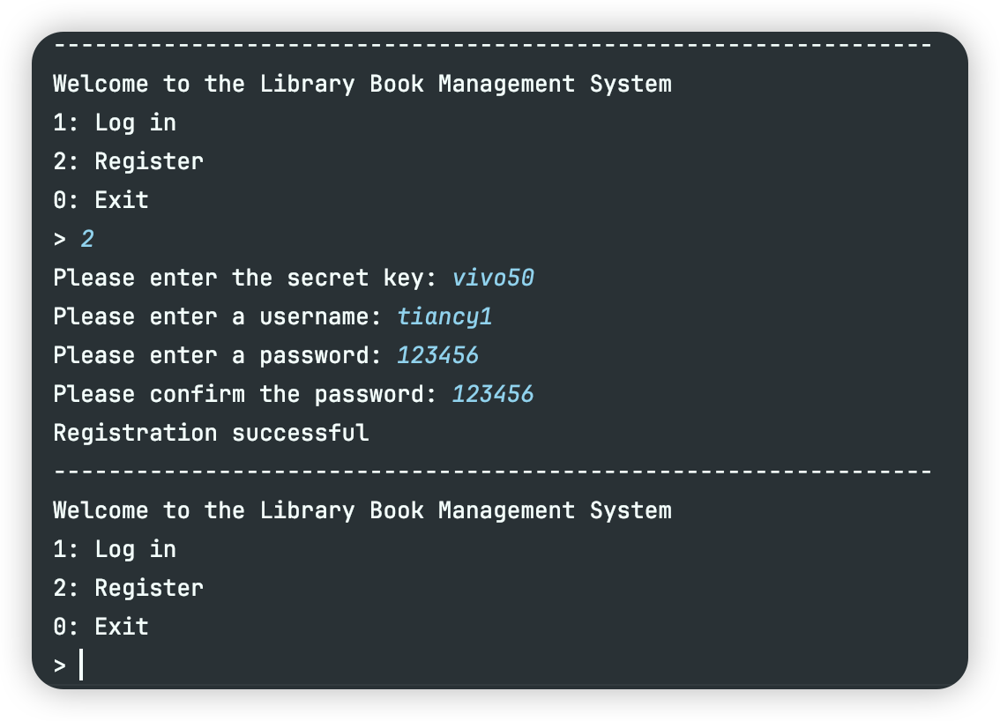 ----------------------------------------------------------------
Welcome to the Library Book Management System
1: Log in
2: Register
0: Exit
> 2
Please enter the secret key: vivo50
Please enter a username: tiancy1
Please enter a password: 123456
Please confirm the password: 123456
Registration successful
----------------------------------------------------------------
Welcome to the Library Book Management System
1: Log in
2: Register
0: Exit
>